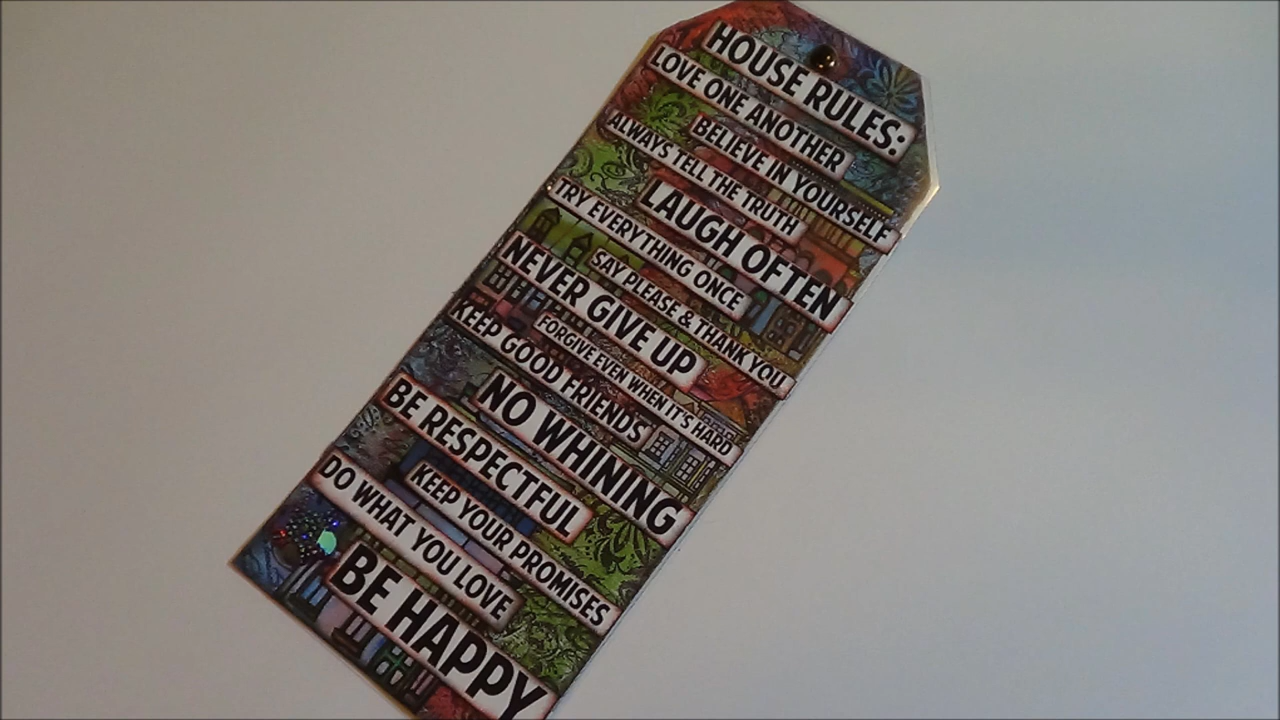 HOUSE RULES:
LOVE ONE ANOTHER
BELIEVE IN YOURSELF
ALWAYS TELL THE TRUTH
LAUGH OFTEN
TRY EVERYTHING ONCE
SAY PLEASE & THANK YOU
NEVER GIVE UP
FORGIVE EVEN WHEN IT'S HARD
KEEP GOOD FRIENDS
NO WHINING
BE RESPECTFUL
KEEP YOUR PROMISES
DO WHAT YOU LOVE
BE HAPPY